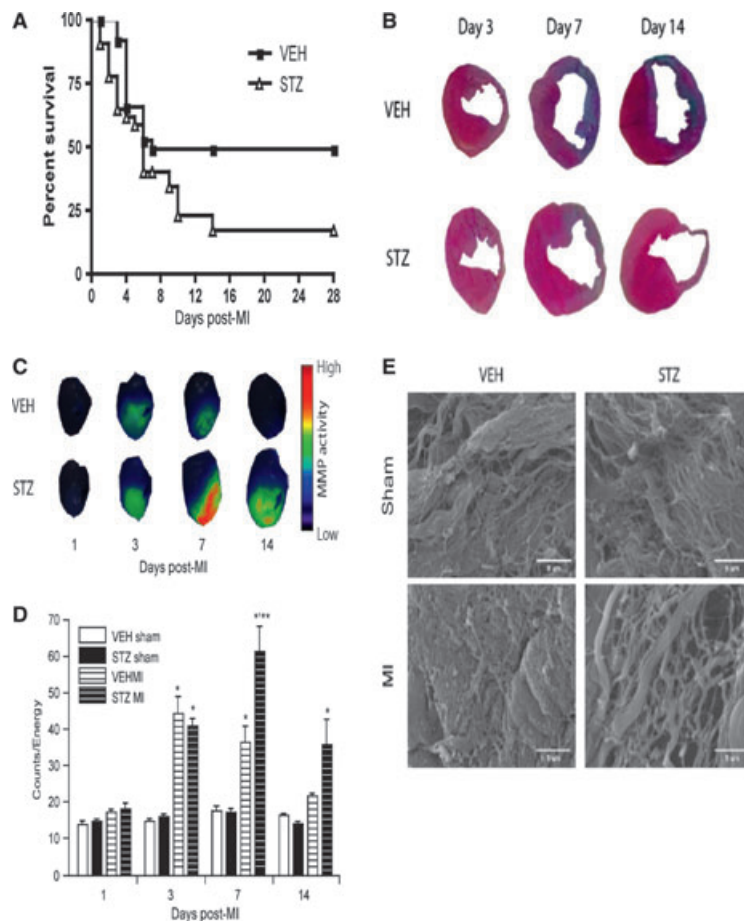 A
100
75
50
25
0
Percent survival
VEH
STZ
0 4 8 12 16 20 24 28
Days post-MI
B
Day 3 Day 7 Day 14
VEH
STZ
C
VEH
STZ
1 3 7 14
Days post-MI
High
MMP activity
Low
D
70
60
50
40
30
20
10
0
Counts/Energy
VEH sham
STZ sham
VEHMI
STZ MI
* * * *,** *
1 3 7 14
Days post-MI
E
VEH STZ
Sham
MI